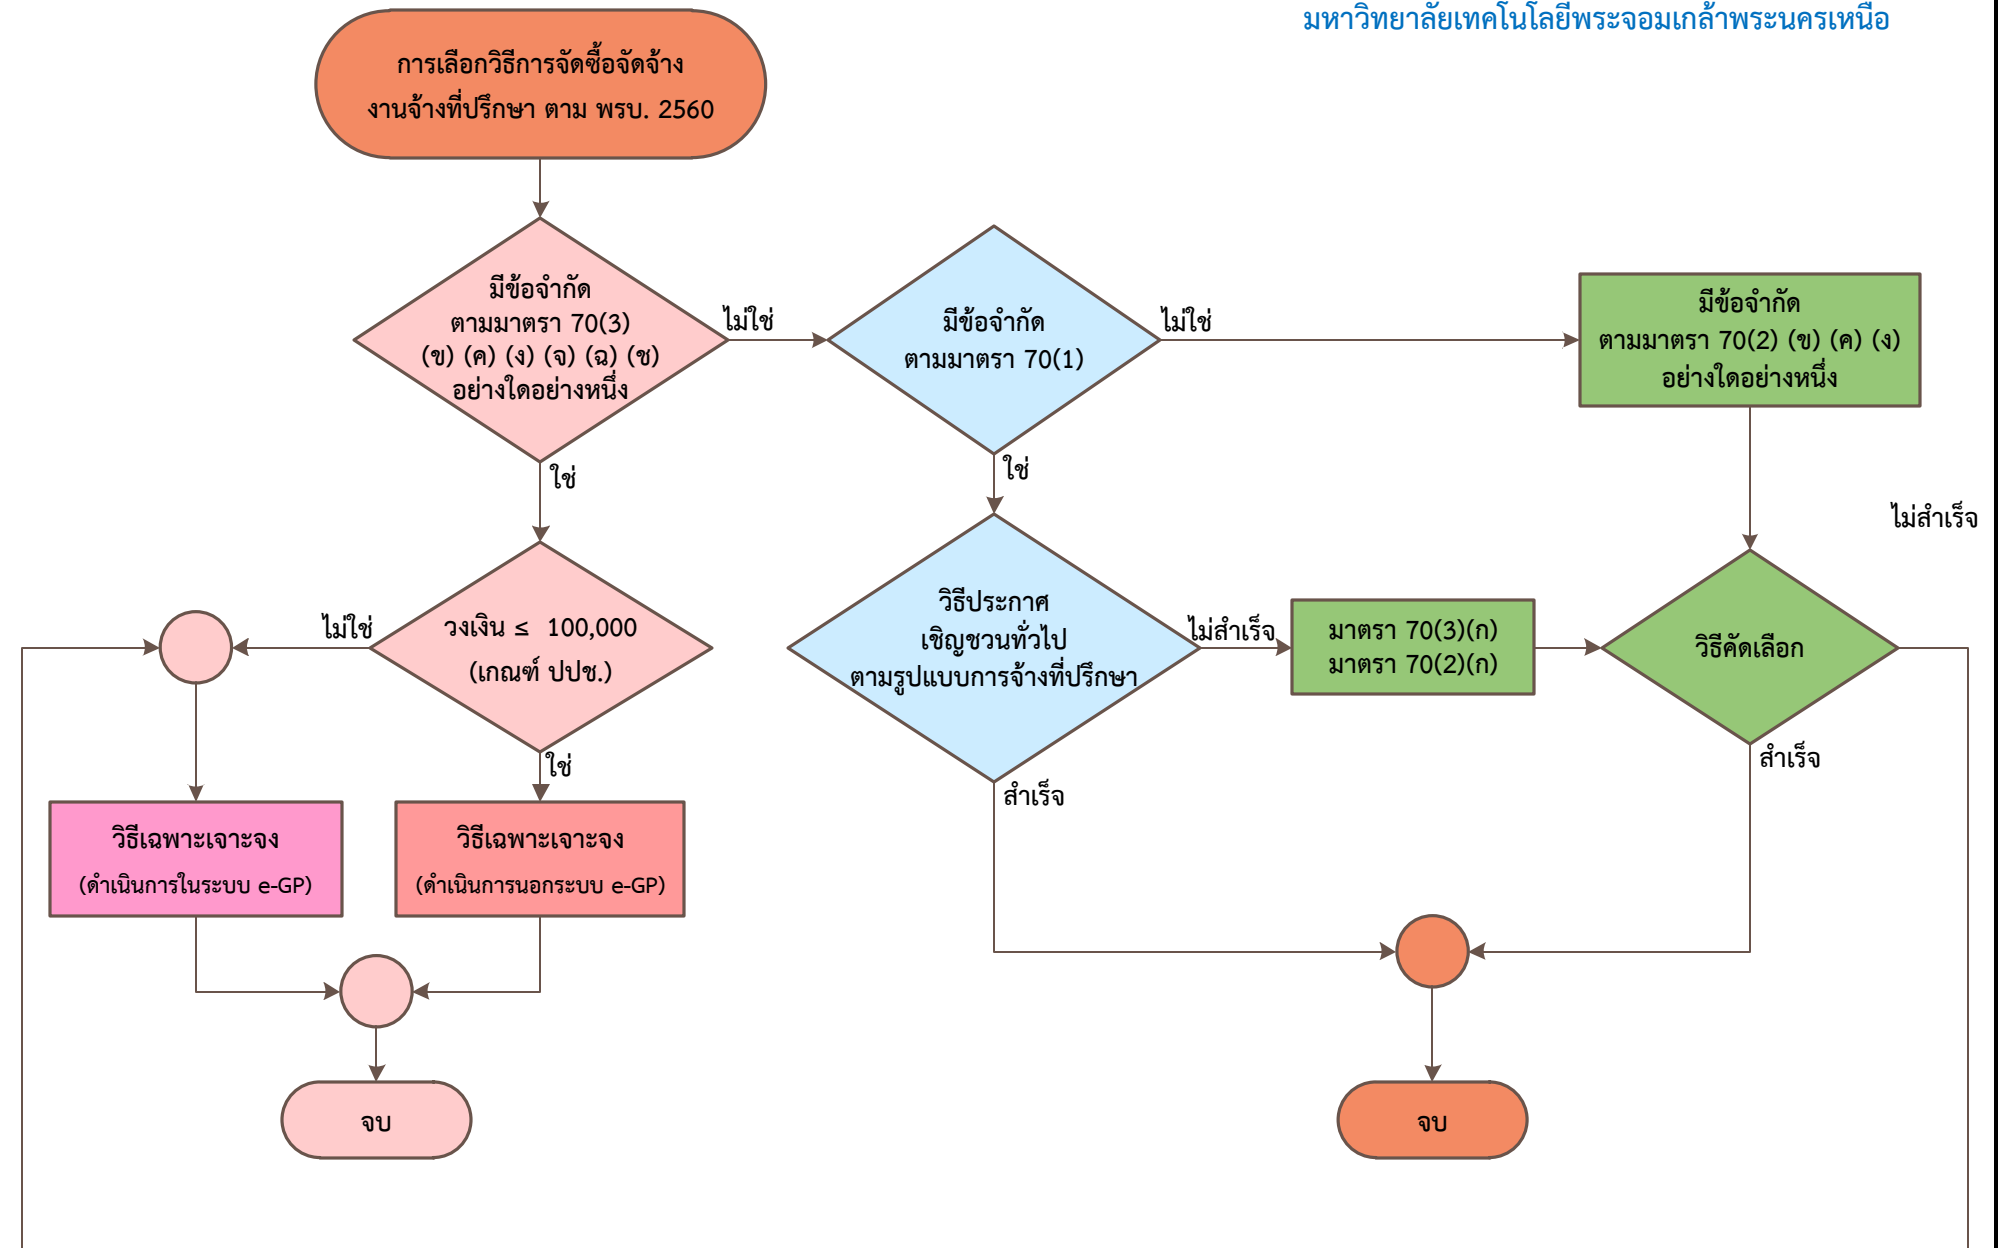 มหาวิทยาลัยเทคโนโลยีพระจอมเกล้าพระนครเหนือ
การเลือกวิธีการจัดซื้อจัดจ้าง
งานจ้างที่ปรึกษา ตาม พรบ. 2560
มีข้อจำกัด
ตามมาตรา 70(3)
(ข) (ค) (ง) (จ) (ฉ) (ช)
อย่างใดอย่างหนึ่ง
ไม่ใช่
มีข้อจำกัด
ตามมาตรา 70(1)
ไม่ใช่
มีข้อจำกัด
ตามมาตรา 70(2) (ข) (ค) (ง)
อย่างใดอย่างหนึ่ง
ใช่
ใช่
ไม่สำเร็จ
ไม่ใช่
วงเงิน ≤ 100,000
(เกณฑ์ ปปช.)
วิธีประกาศ
เชิญชวนทั่วไป
ตามรูปแบบการจ้างที่ปรึกษา
ไม่สำเร็จ
มาตรา 70(3)(ก)
มาตรา 70(2)(ก)
วิธีคัดเลือก
ใช่
สำเร็จ
สำเร็จ
วิธีเฉพาะเจาะจง
(ดำเนินการในระบบ e-GP)
วิธีเฉพาะเจาะจง
(ดำเนินการนอกระบบ e-GP)
จบ
จบ